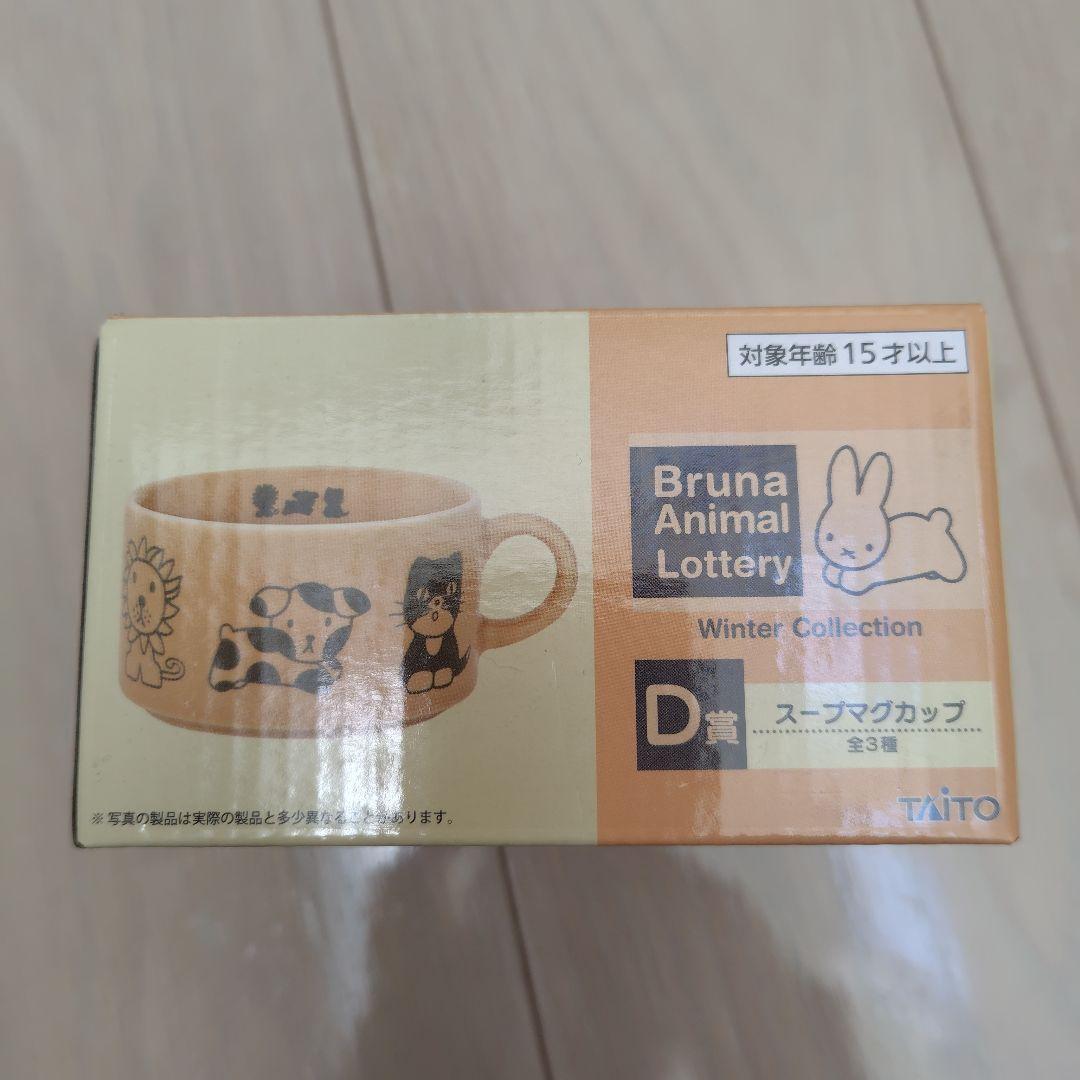 対象年齢15才以上
Bruna
Animal
Lottery
Winter Collection
D賞
スープマグカップ
全3種
TAITO
※写真の製品は実際の製品と多少異なることがあります。